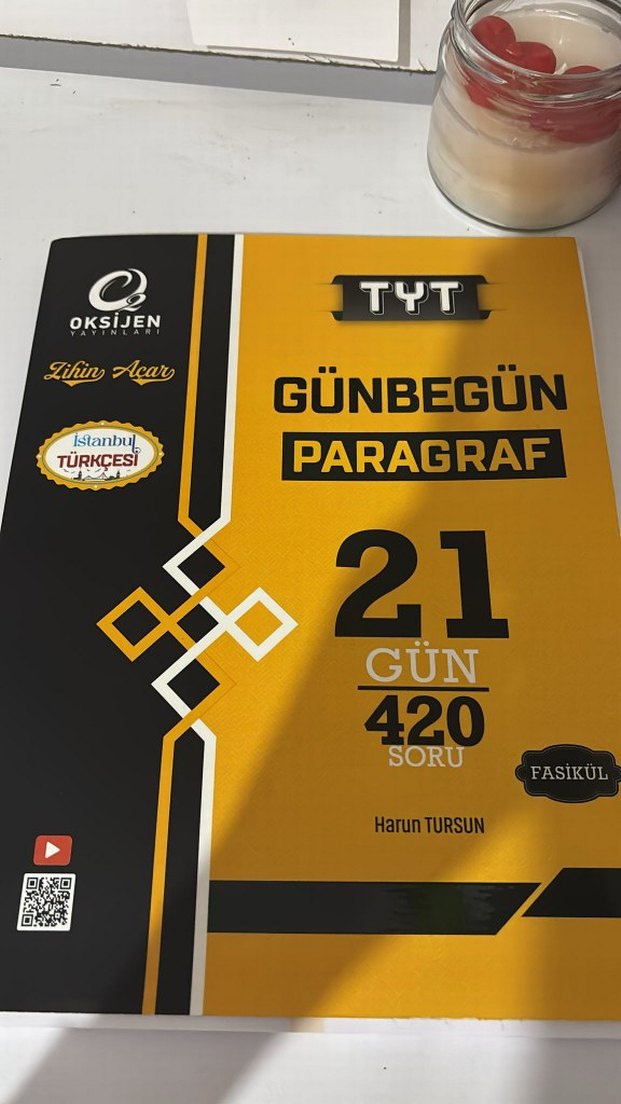 OKSİJEN
YAYINLARI
Zihin Açar
İstanbul
TÜRKÇESİ
TYT
GÜNBEGÜN
PARAGRAF
21
GÜN
420
SORU
FASİKÜL
Harun TURSUN